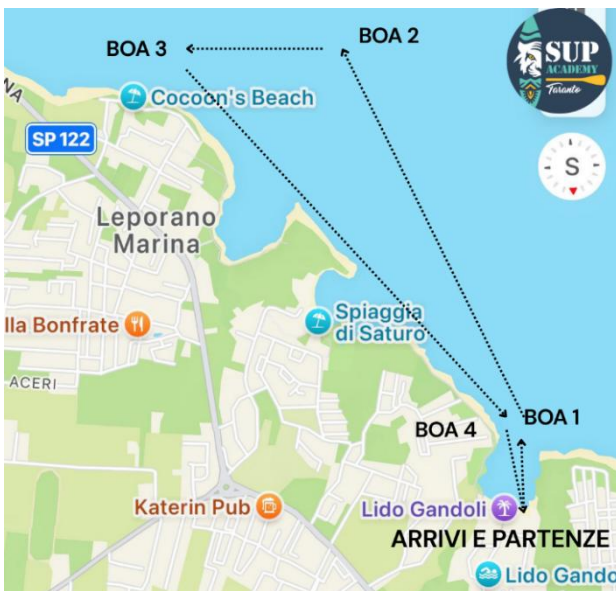 BOA 3
BOA 2
SUP
ACADEMY
Taranto
NA
Cocoon's Beach
SP 122
S
Leporano
Marina
lla Bonfrate
Spiaggia
di Saturo
ACERI
BOA 4
BOA 1
Katerin Pub
Lido Gandoli
ARRIVI E PARTENZE
Lido Gando